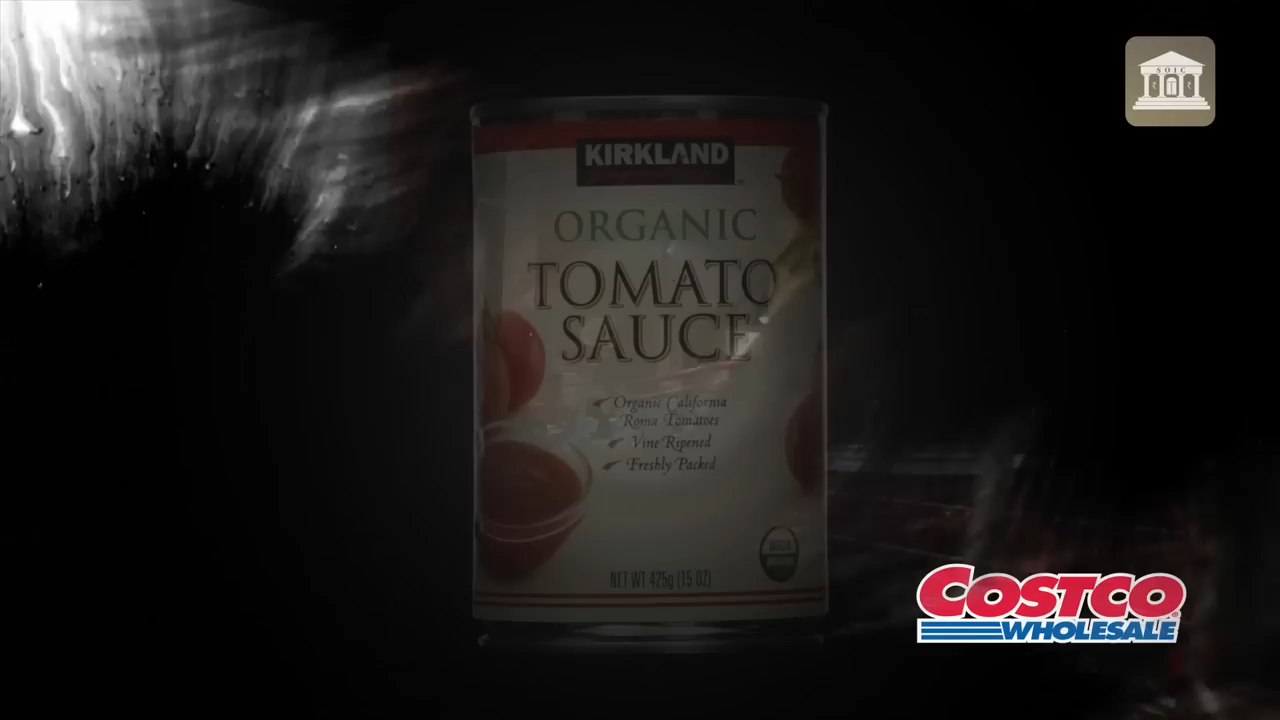 SOIC
KIRKLAND
ORGANIC
TOMATO
SAUCE
Organic California
Roma Tomatoes
Vine Ripened
Freshly Packed
NET WT 425g (15 OZ)
COSTCO
WHOLESALE